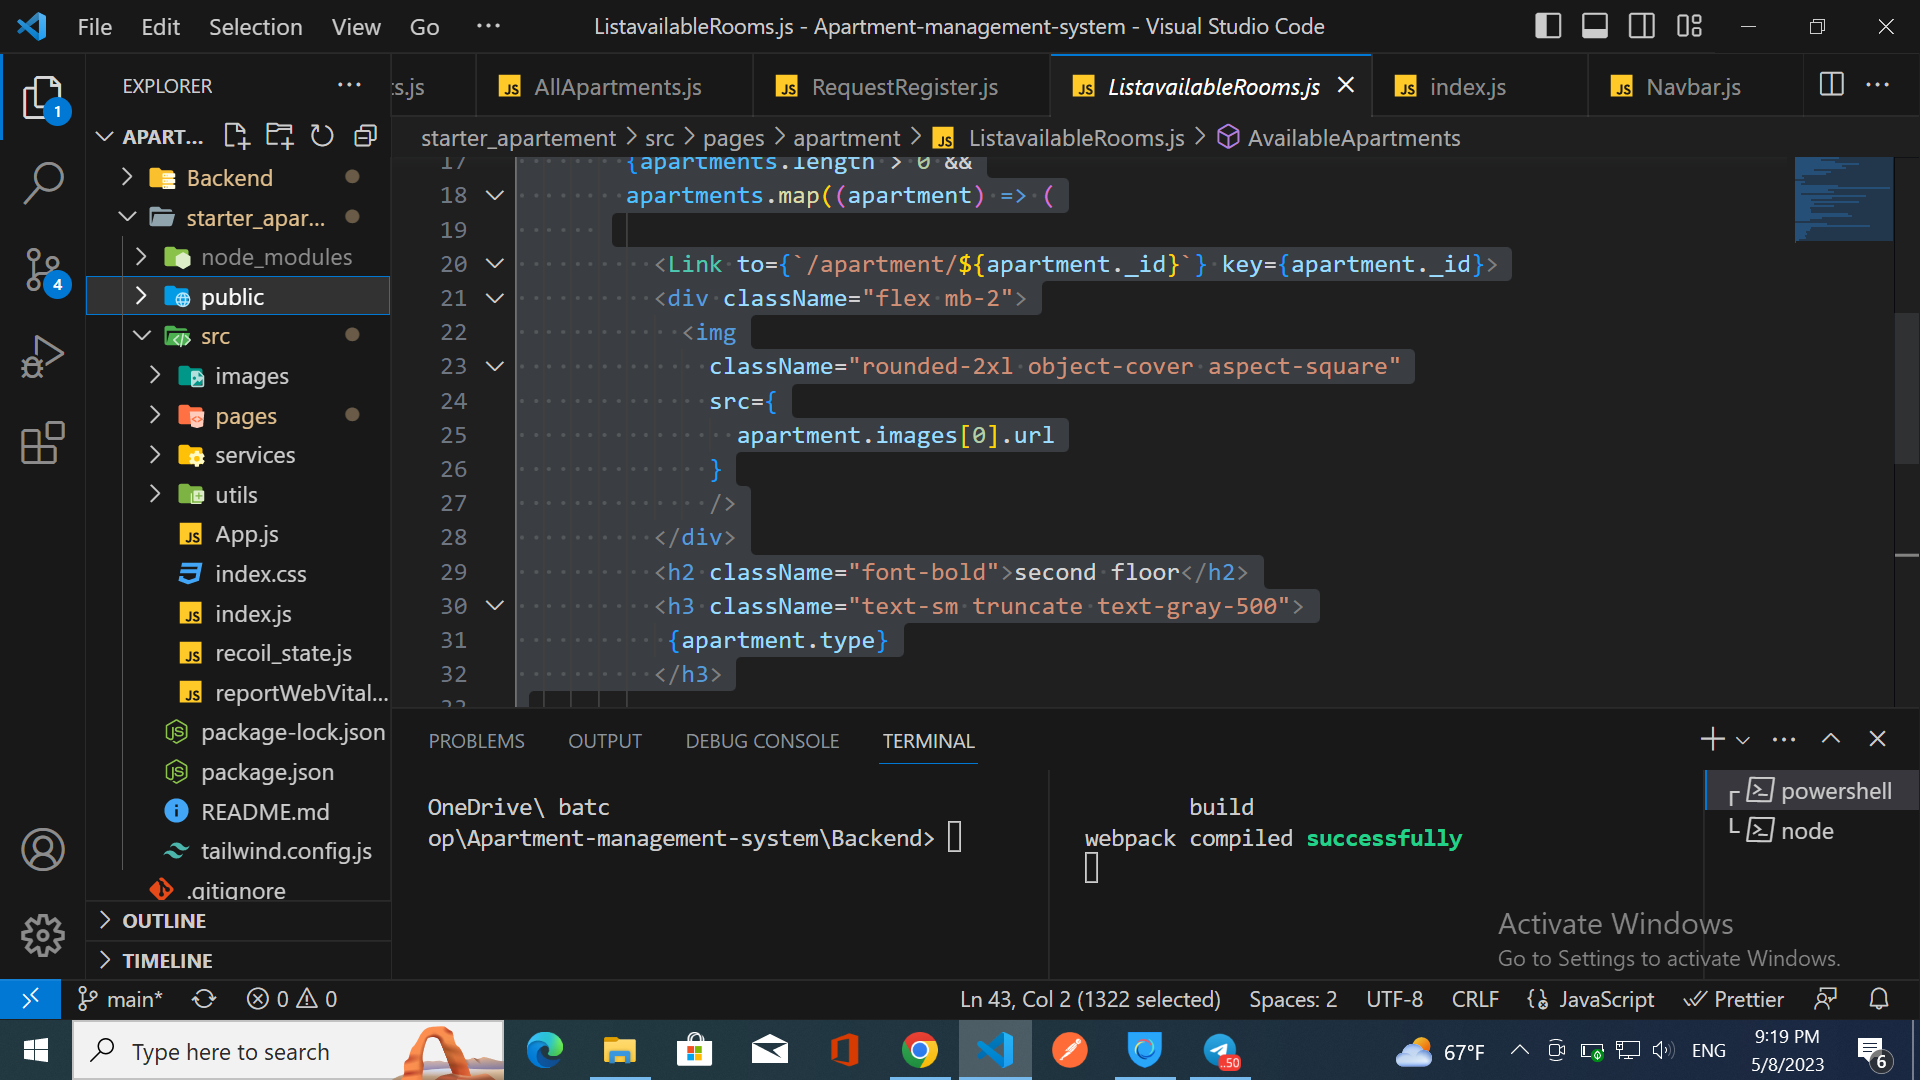 File Edit Selection View Go ···
ListavailableRooms.js - Apartment-management-system - Visual Studio Code
EXPLORER
ts.js
AllApartments.js
RequestRegister.js
ListavailableRooms.js
index.js
Navbar.js
starter_apartement > src > pages > apartment > ListavailableRooms.js > AvailableApartments
APART...
Backend
starter_apar...
node_modules
public
src
images
pages
services
utils
App.js
index.css
index.js
recoil_state.js
reportWebVital...
package-lock.json
package.json
README.md
tailwind.config.js
.gitignore
OUTLINE
TIMELINE
1
4
17 {apartments.length > 0 &&
18 apartments.map((apartment) => (
19
20 <Link to={`/apartment/${apartment._id}`} key={apartment._id}>
21 <div className="flex mb-2">
22 <img
23 className="rounded-2xl object-cover aspect-square"
24 src={
25 apartment.images[0].url
26 }
27 />
28 </div>
29 <h2 className="font-bold">second floor</h2>
30 <h3 className="text-sm truncate text-gray-500">
31 {apartment.type}
32 </h3>
33
PROBLEMS OUTPUT DEBUG CONSOLE TERMINAL
OneDrive\ batc
op\Apartment-management-system\Backend>
build
webpack compiled successfully
powershell
node
Activate Windows
Go to Settings to activate Windows.
main* 0 0
Ln 43, Col 2 (1322 selected) Spaces: 2 UTF-8 CRLF JavaScript Prettier
Type here to search
..50
67°F
ENG
9:19 PM
5/8/2023
6